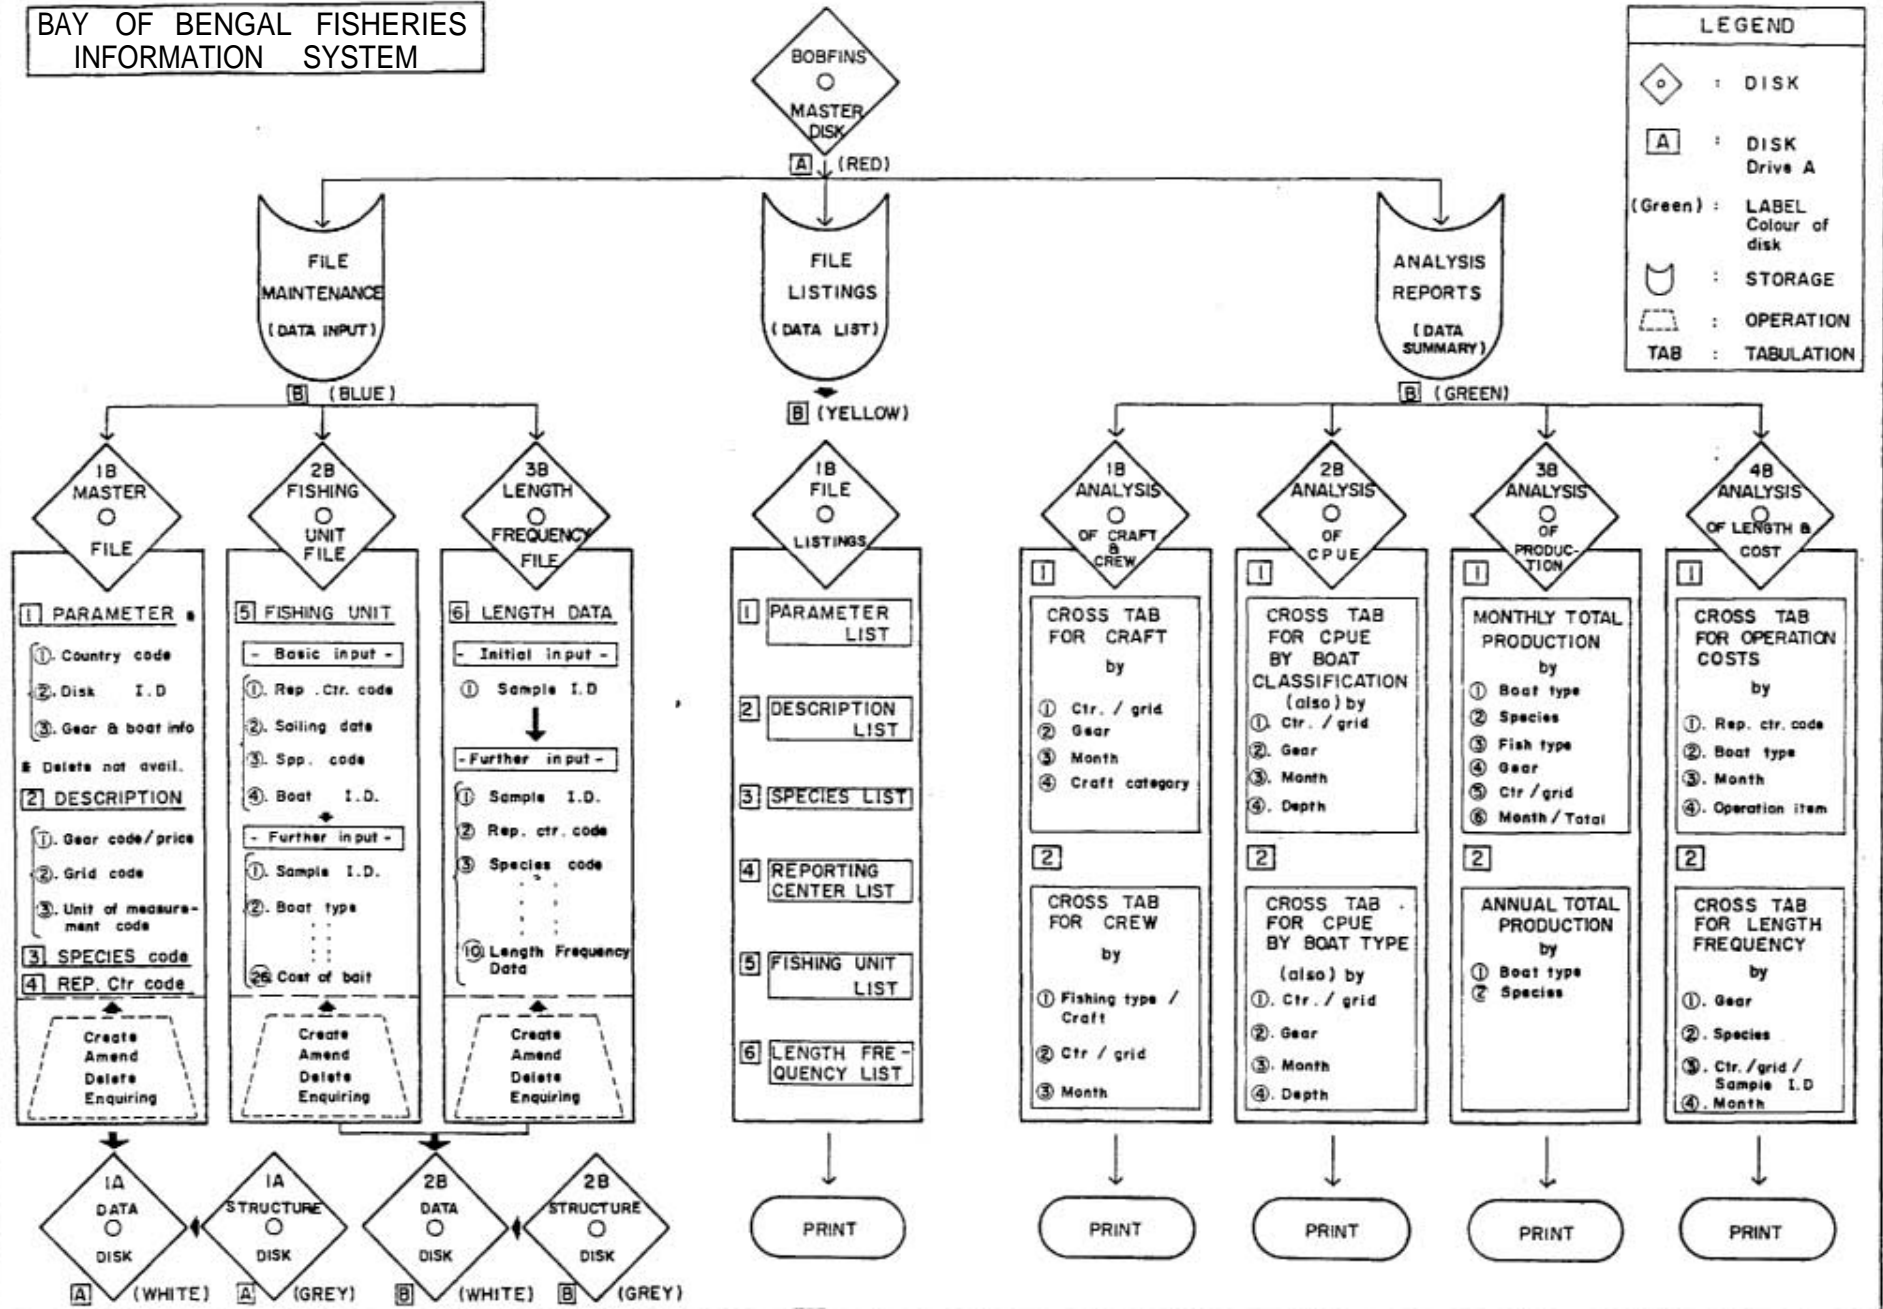 BAY OF BENGAL FISHERIES
INFORMATION SYSTEM
BOBFINS
MASTER
DISK
A (RED)
LEGEND
: DISK
A : DISK
Drive A
(Green) : LABEL
Colour of
disk
: STORAGE
: OPERATION
TAB : TABULATION
FILE
MAINTENANCE
(DATA INPUT)
B (BLUE)
FILE
LISTINGS
(DATA LIST)
B (YELLOW)
ANALYSIS
REPORTS
(DATA
SUMMARY)
B (GREEN)
1B
MASTER
FILE
1 PARAMETER &
1. Country code
2. Disk I.D
3. Gear & boat info
& Delete not avail.
2 DESCRIPTION
1. Gear code/price
2. Grid code
3. Unit of measure-
ment code
3 SPECIES code
4 REP. Ctr code
Create
Amend
Delete
Enquiring
2B
FISHING
UNIT
FILE
5 FISHING UNIT
- Basic input -
1. Rep .Ctr. code
2. Sailing date
3. Spp. code
4. Boat I.D.
- Further input -
1. Sample I.D.
2. Boat type
26. Cost of bait
Create
Amend
Delete
Enquiring
3B
LENGTH
FREQUENCY
FILE
6 LENGTH DATA
- Initial input -
1 Sample I.D
- Further input -
1 Sample I.D.
2 Rep. ctr. code
3 Species code
10. Length Frequency
Data
Create
Amend
Delete
Enquiring
1A
DATA
DISK
A (WHITE)
1A
STRUCTURE
DISK
A (GREY)
2B
DATA
DISK
B (WHITE)
2B
STRUCTURE
DISK
B (GREY)
1B
FILE
LISTINGS
1 PARAMETER
LIST
2 DESCRIPTION
LIST
3 SPECIES LIST
4 REPORTING
CENTER LIST
5 FISHING UNIT
LIST
6 LENGTH FRE-
QUENCY LIST
PRINT
1B
ANALYSIS
OF CRAFT
&
CREW
1
CROSS TAB
FOR CRAFT
by
1 Ctr. / grid
2 Gear
3 Month
4 Craft category
2
CROSS TAB
FOR CREW
by
1 Fishing type /
Craft
2 Ctr / grid
3 Month
PRINT
2B
ANALYSIS
OF
CPUE
1
CROSS TAB
FOR CPUE
BY BOAT
CLASSIFICATION
(also) by
1. Ctr. / grid
2. Gear
3. Month
4. Depth
2
CROSS TAB
FOR CPUE
BY BOAT TYPE
(also) by
1. Ctr. / grid
2. Gear
3. Month
4. Depth
PRINT
3B
ANALYSIS
OF
PRODUC-
TION
1
MONTHLY TOTAL
PRODUCTION
by
1 Boat type
2 Species
3 Fish type
4 Gear
5 Ctr /grid
6 Month / Total
2
ANNUAL TOTAL
PRODUCTION
by
1 Boat type
2 Species
PRINT
4B
ANALYSIS
OF LENGTH &
COST
1
CROSS TAB
FOR OPERATION
COSTS
by
1. Rep. ctr. code
2. Boat type
3. Month
4. Operation item
2
CROSS TAB
FOR LENGTH
FREQUENCY
by
1. Gear
2. Species
3. Ctr. /grid /
Sample I.D
4. Month
PRINT